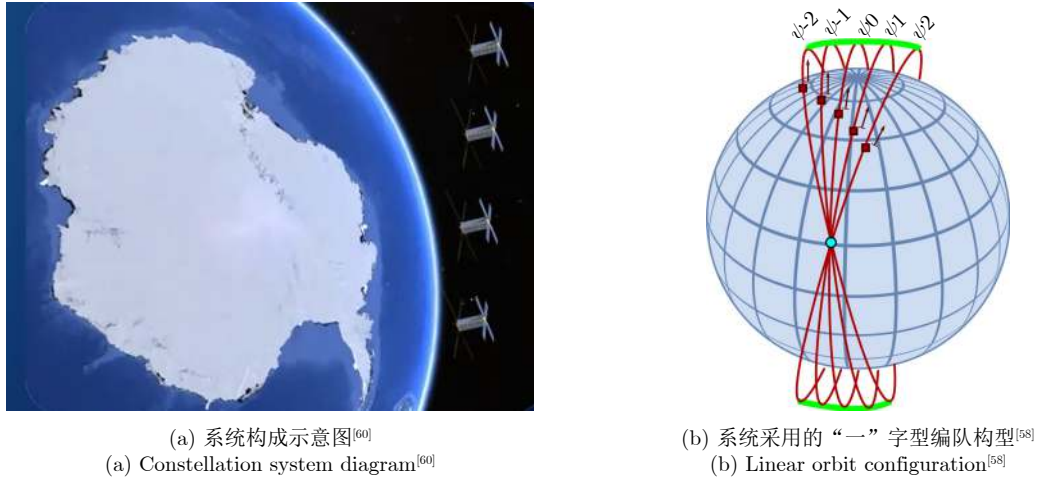 ψ-2 ψ-1 ψ0 ψ1 ψ2
(a) 系统构成示意图[60]
(a) Constellation system diagram[60]
(b) 系统采用的“一”字型编队构型[58]
(b) Linear orbit configuration[58]